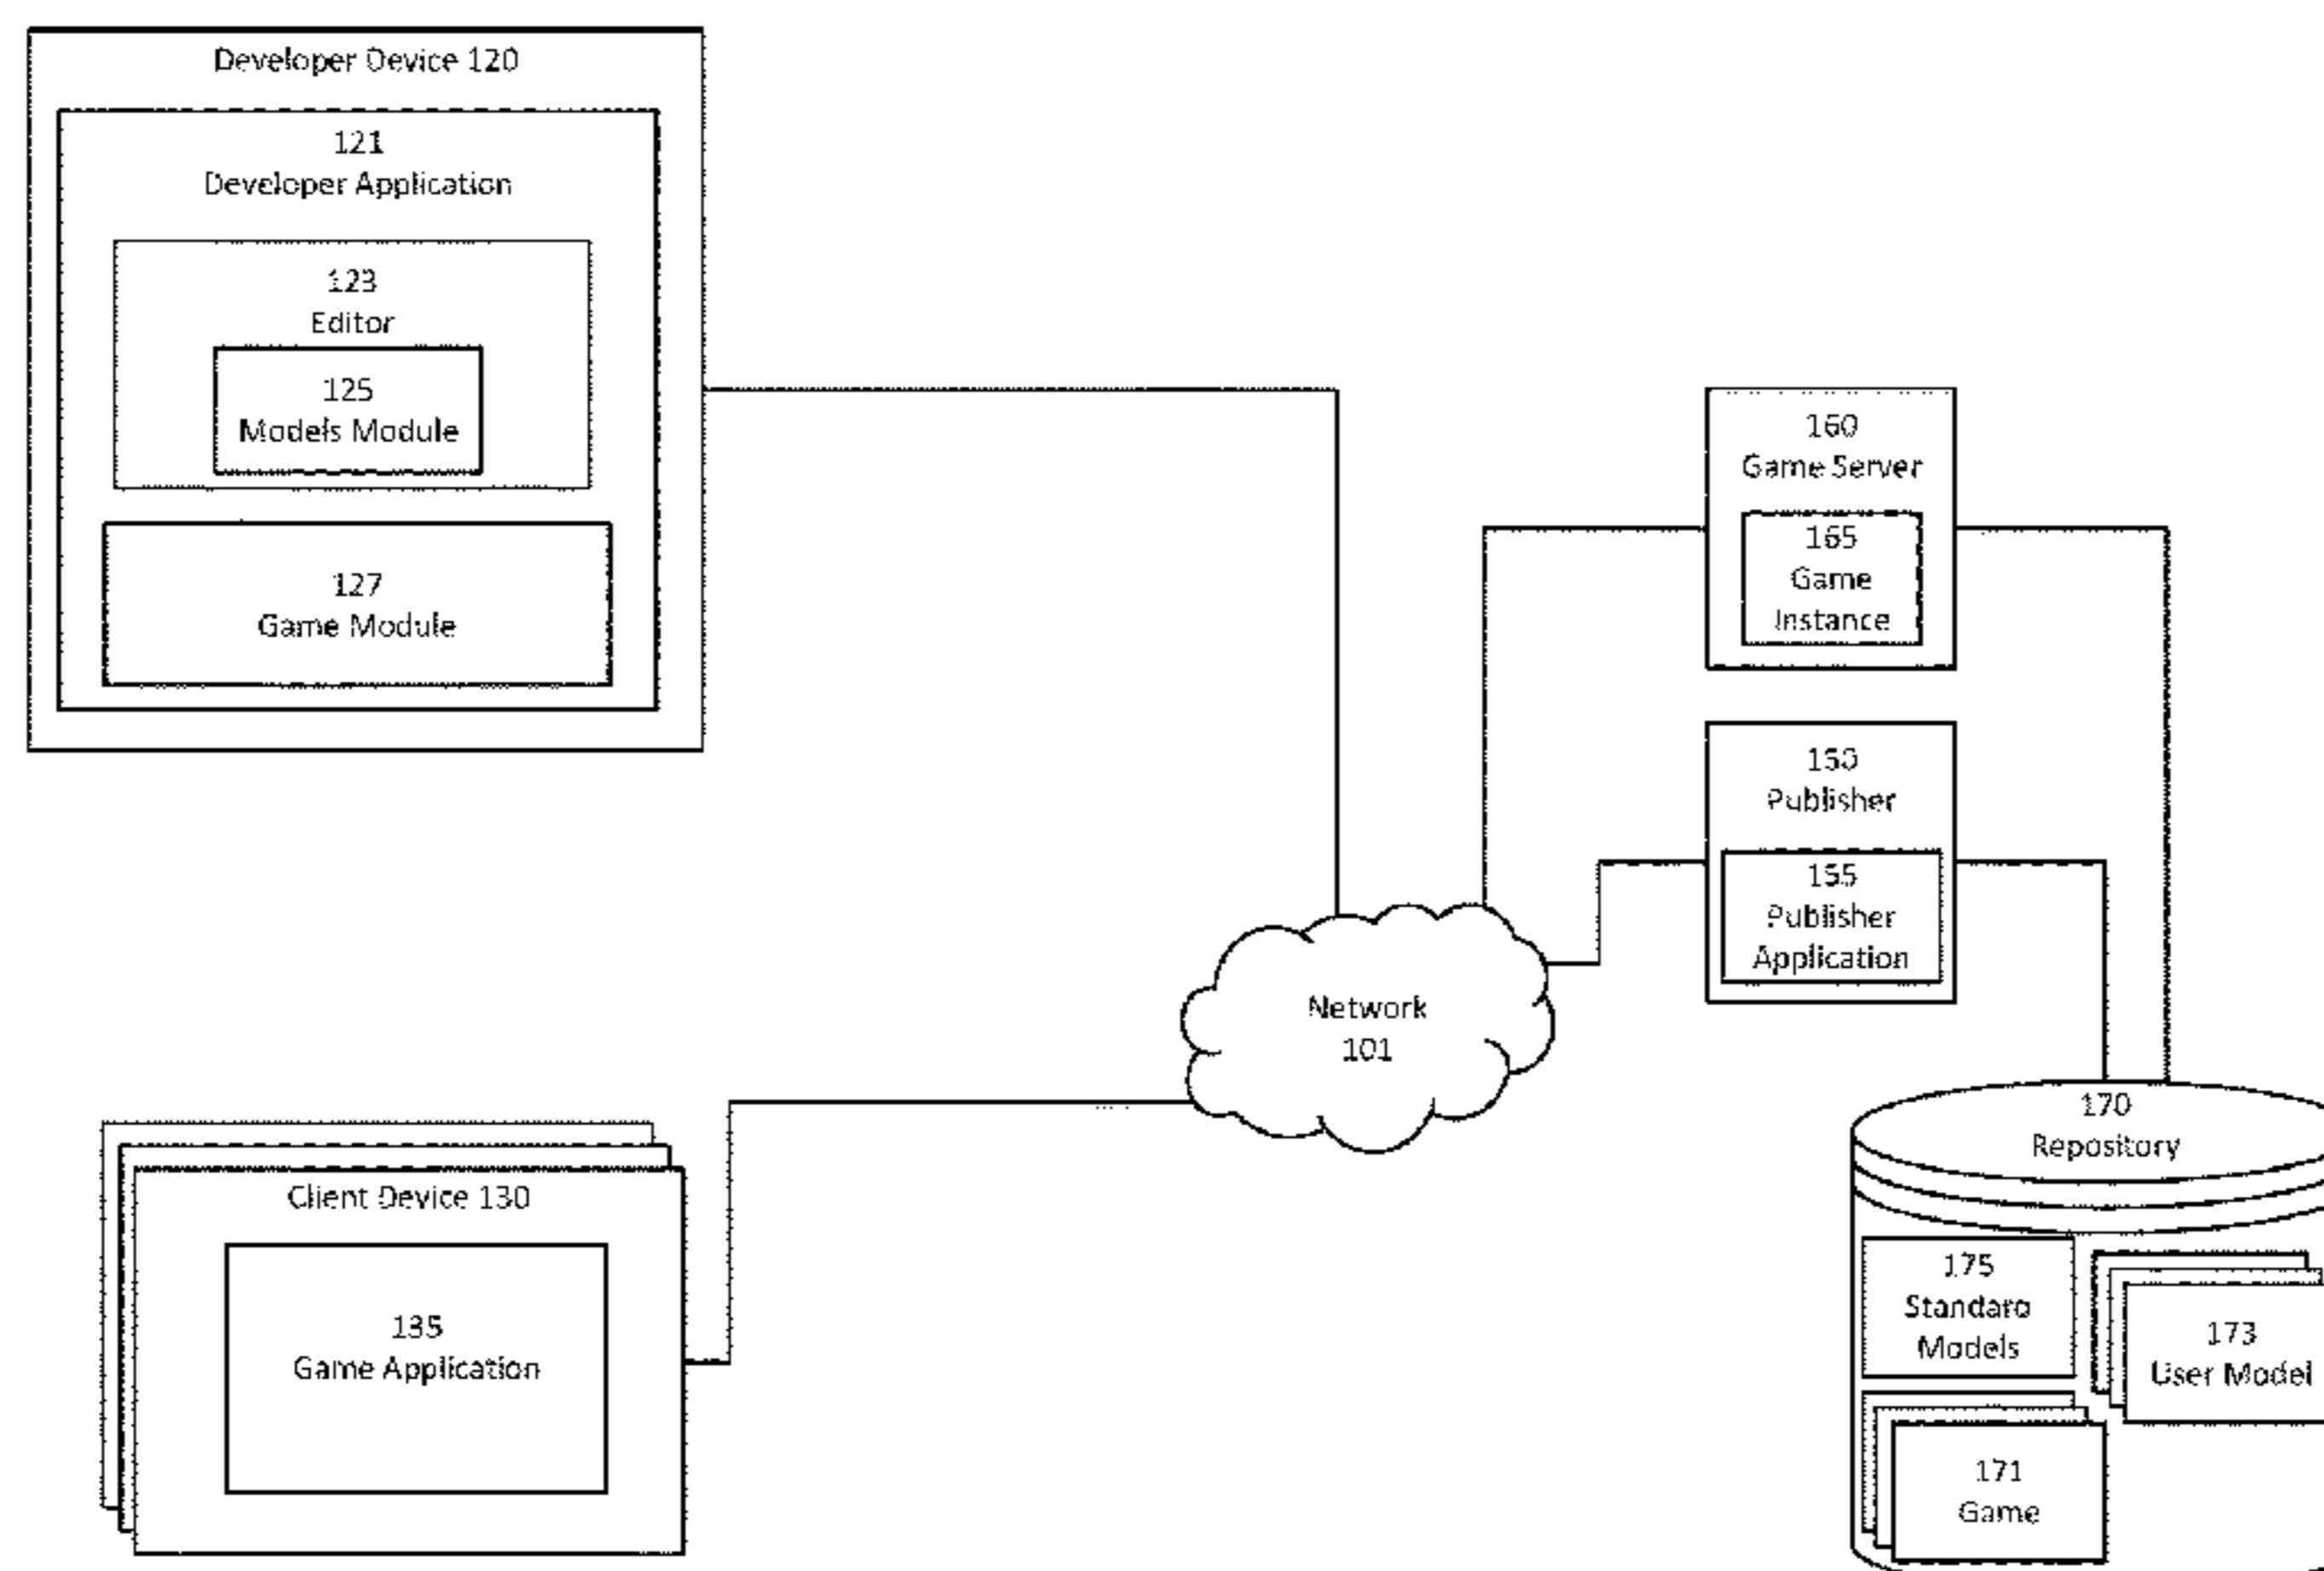 Developer Device 120
121
Developer Application
123
Editor
125
Models Module
127
Game Module
160
Game Server
165
Game
Instance
150
Publisher
155
Publisher
Application
Network
101
170
Repository
175
Standard
Models
173
User Model
171
Game
Client Device 130
135
Game Application